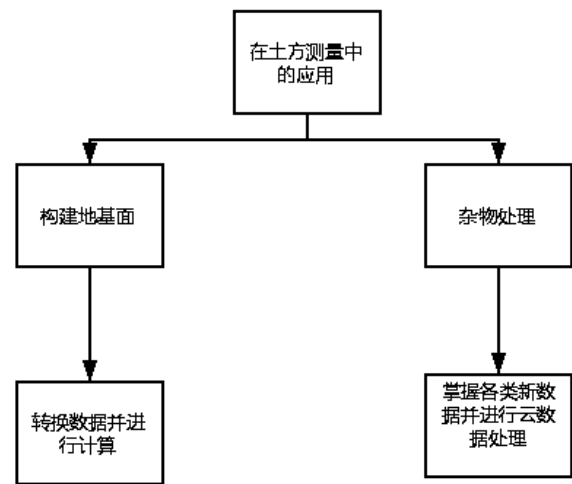 在土方测量中
的应用
构建地基面
杂物处理
转换数据并进
行计算
掌握各类新数
据并进行云数
据处理